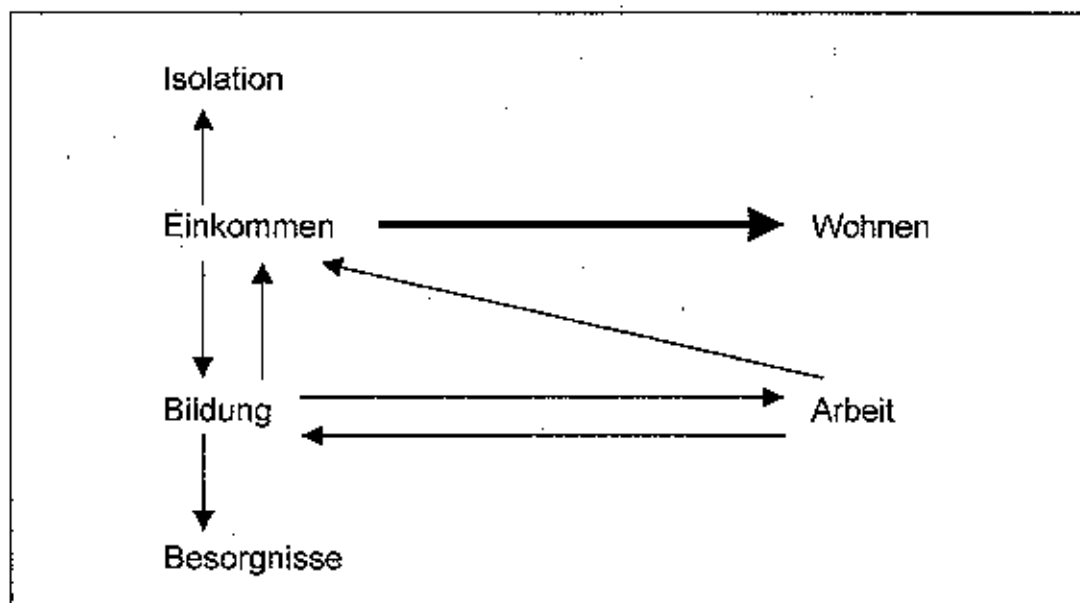 Isolation
Einkommen
Wohnen
Bildung
Arbeit
Besorgnisse